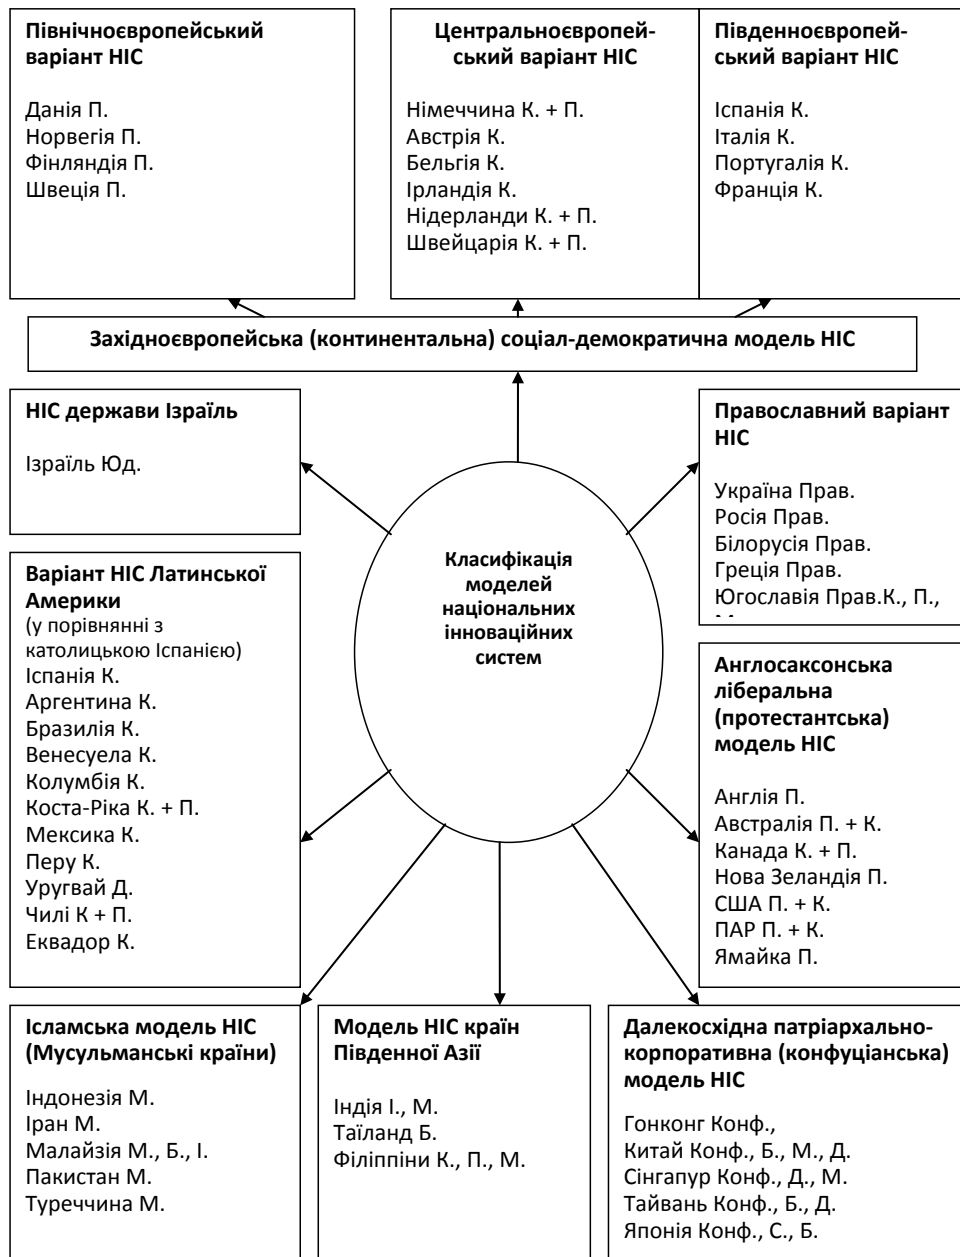 Північноєвропейський
варіант НІС
Данія П.
Норвегія П.
Фінляндія П.
Швеція П.
Центральноєвропей-
ський варіант НІС
Німеччина К. + П.
Австрія К.
Бельгія К.
Ірландія К.
Нідерланди К. + П.
Швейцарія К. + П.
Південноєвропей-
ський варіант НІС
Іспанія К.
Італія К.
Португалія К.
Франція К.
Західноєвропейська (континентальна) соціал-демократична модель НІС
НІС держави Ізраїль
Ізраїль Юд.
Православний варіант
НІС
Україна Прав.
Росія Прав.
Білорусія Прав.
Греція Прав.
Югославія Прав.К., П.,
Класифікація
моделей
національних
інноваційних
систем
Варіант НІС Латинської
Америки
(у порівнянні з
католицькою Іспанією)
Іспанія К.
Аргентина К.
Бразилія К.
Венесуела К.
Колумбія К.
Коста-Ріка К. + П.
Мексика К.
Перу К.
Уругвай Д.
Чилі К + П.
Еквадор К.
Англосаксонська
ліберальна
(протестантська)
модель НІС
Англія П.
Австралія П. + К.
Канада К. + П.
Нова Зеландія П.
США П. + К.
ПАР П. + К.
Ямайка П.
Ісламська модель НІС
(Мусульманські країни)
Індонезія М.
Іран М.
Малайзія М., Б., І.
Пакистан М.
Туреччина М.
Модель НІС країн
Південної Азії
Індія І., М.
Таїланд Б.
Філіппіни К., П., М.
Далекосхідна патріархально-
корпоративна (конфуціанська)
модель НІС
Гонконг Конф.,
Китай Конф., Б., М., Д.
Сінгапур Конф., Д., М.
Тайвань Конф., Б., Д.
Японія Конф., С., Б.